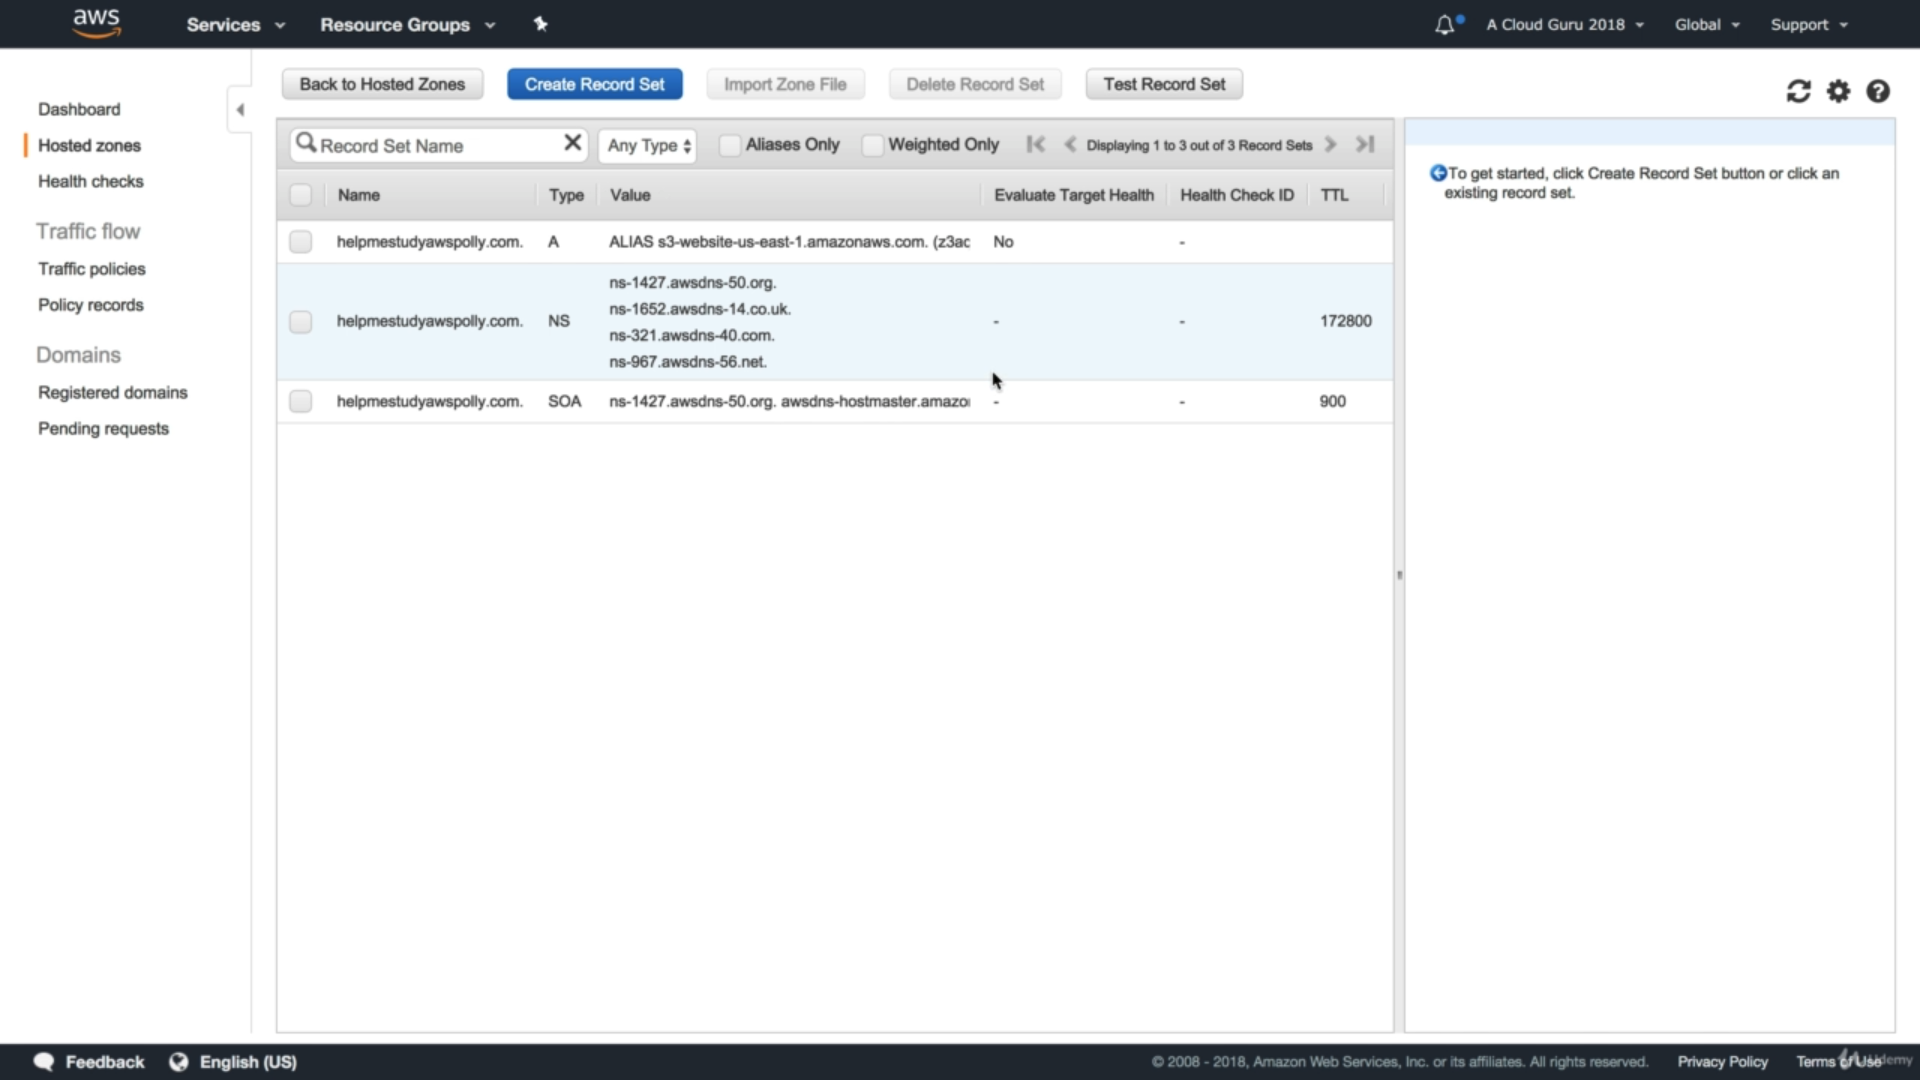 aws
Services
Resource Groups
A Cloud Guru 2018
Global
Support
Dashboard
Hosted zones
Health checks
Traffic flow
Traffic policies
Policy records
Domains
Registered domains
Pending requests
Back to Hosted Zones
Create Record Set
Import Zone File
Delete Record Set
Test Record Set
Record Set Name
Any Type
Aliases Only
Weighted Only
Displaying 1 to 3 out of 3 Record Sets
Name Type Value Evaluate Target Health Health Check ID TTL
helpmestudyawspolly.com. A ALIAS s3-website-us-east-1.amazonaws.com. (z3ac No -
helpmestudyawspolly.com. NS
ns-1427.awsdns-50.org.
ns-1652.awsdns-14.co.uk.
ns-321.awsdns-40.com.
ns-967.awsdns-56.net.
- - 172800
helpmestudyawspolly.com. SOA ns-1427.awsdns-50.org. awsdns-hostmaster.amazo - - 900
To get started, click Create Record Set button or click an
existing record set.
Feedback
English (US)
© 2008 - 2018, Amazon Web Services, Inc. or its affiliates. All rights reserved.
Privacy Policy
Terms of Use